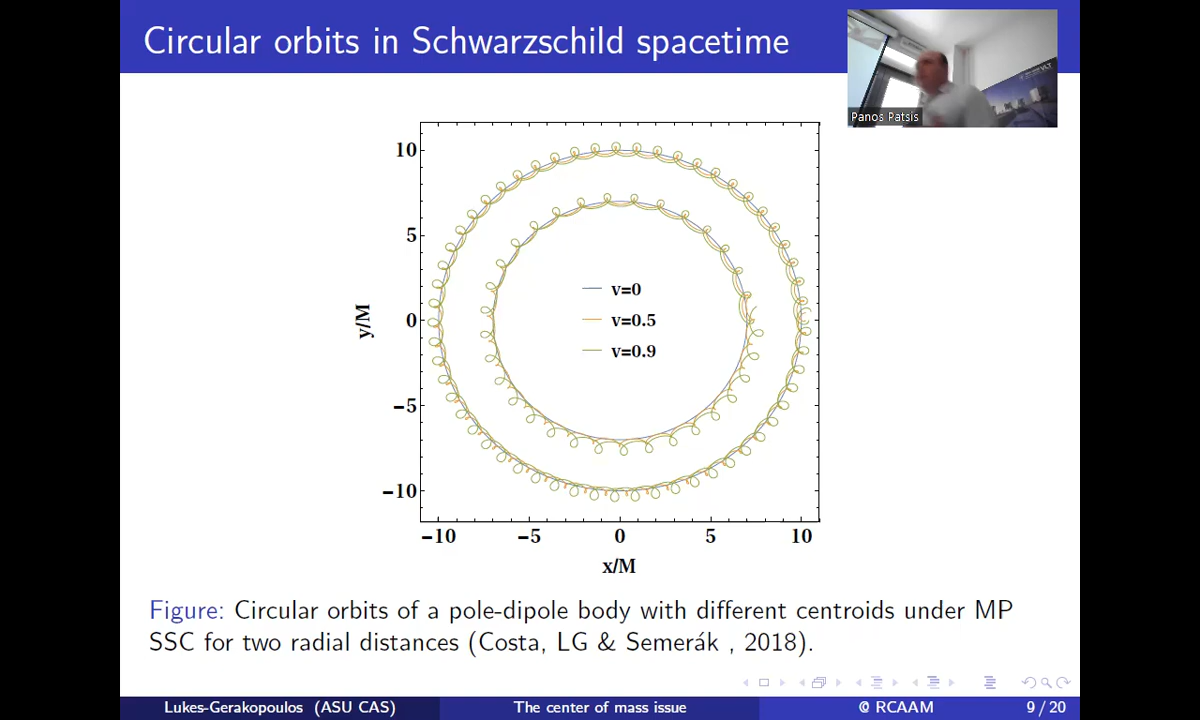 Circular orbits in Schwarzschild spacetime
Panos Patsis
10
5
0
−5
−10
y/M
v=0
v=0.5
v=0.9
−10 −5 0 5 10
x/M
Figure: Circular orbits of a pole-dipole body with different centroids under MP
SSC for two radial distances (Costa, LG & Semerák , 2018).
Lukes-Gerakopoulos (ASU CAS) The center of mass issue @ RCAAM 9 / 20